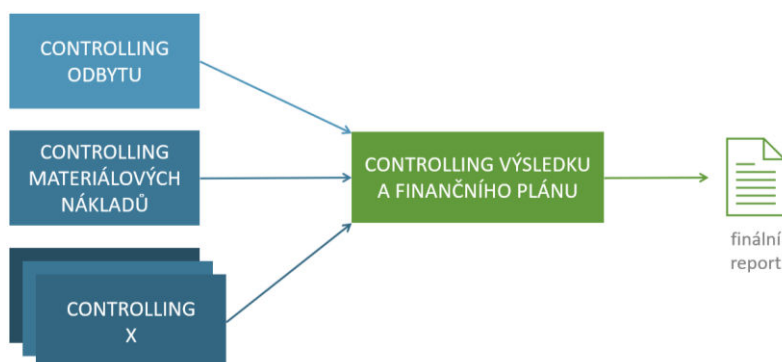 CONTROLLING
ODBYTU
CONTROLLING
MATERIÁLOVÝCH
NÁKLADŮ
CONTROLLING
X
CONTROLLING VÝSLEDKU
A FINANČNÍHO PLÁNU
finální
report